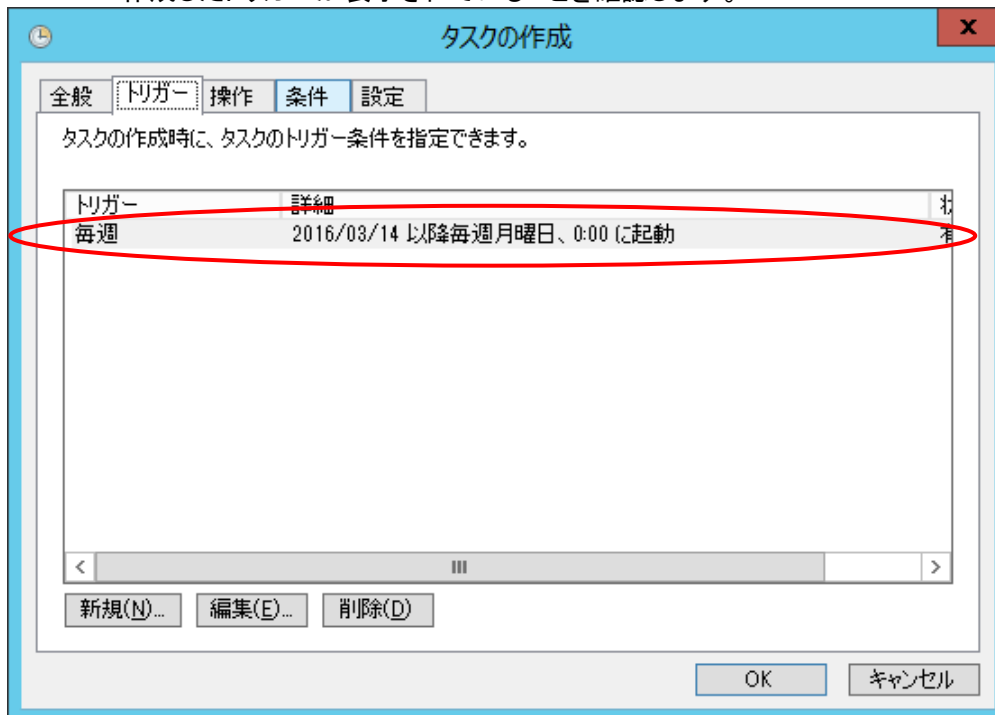 タスクの作成
全般 トリガー 操作 条件 設定
タスクの作成時に、タスクのトリガー条件を指定できます。
トリガー 詳細
毎週 2016/03/14 以降毎週月曜日、0:00 に起動
新規(N)... 編集(E)... 削除(D)
OK キャンセル